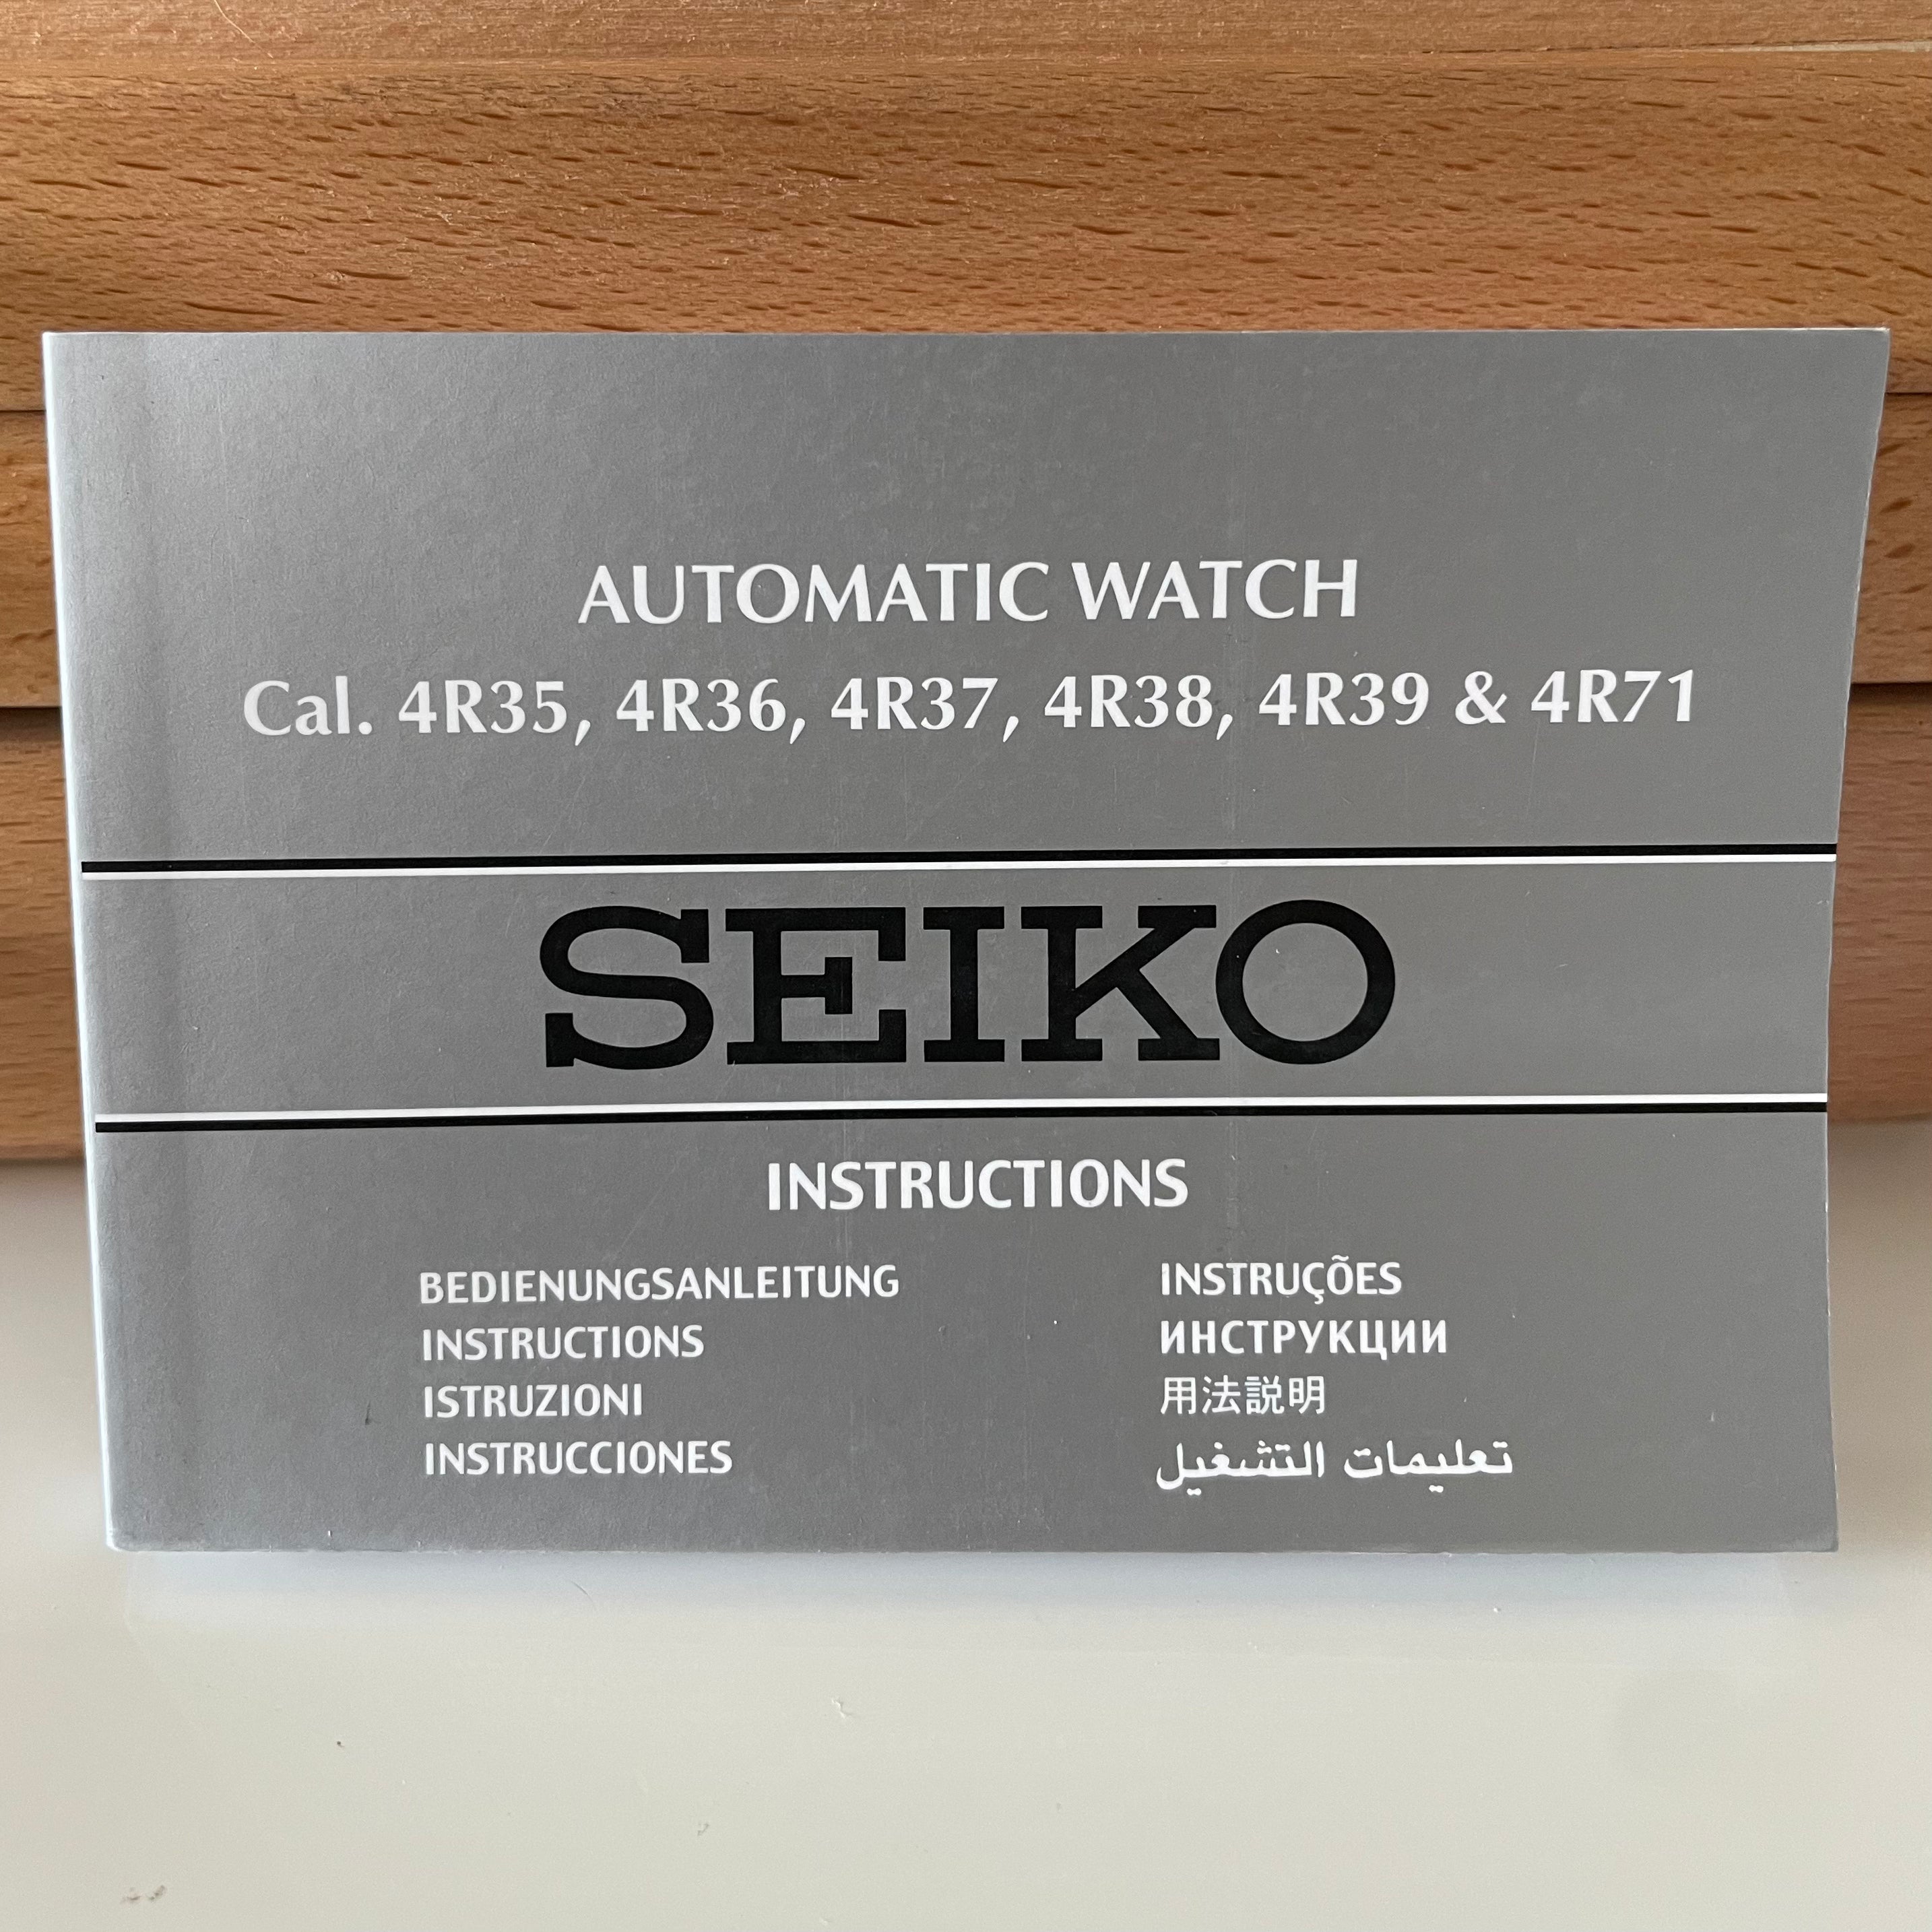 AUTOMATIC WATCH
Cal. 4R35, 4R36, 4R37, 4R38, 4R39 & 4R71
SEIKO
INSTRUCTIONS
BEDIENUNGSANLEITUNG
INSTRUCTIONS
ISTRUZIONI
INSTRUCCIONES
INSTRUÇÕES
ИНСТРУКЦИИ
用法説明
تعليمات التشغيل